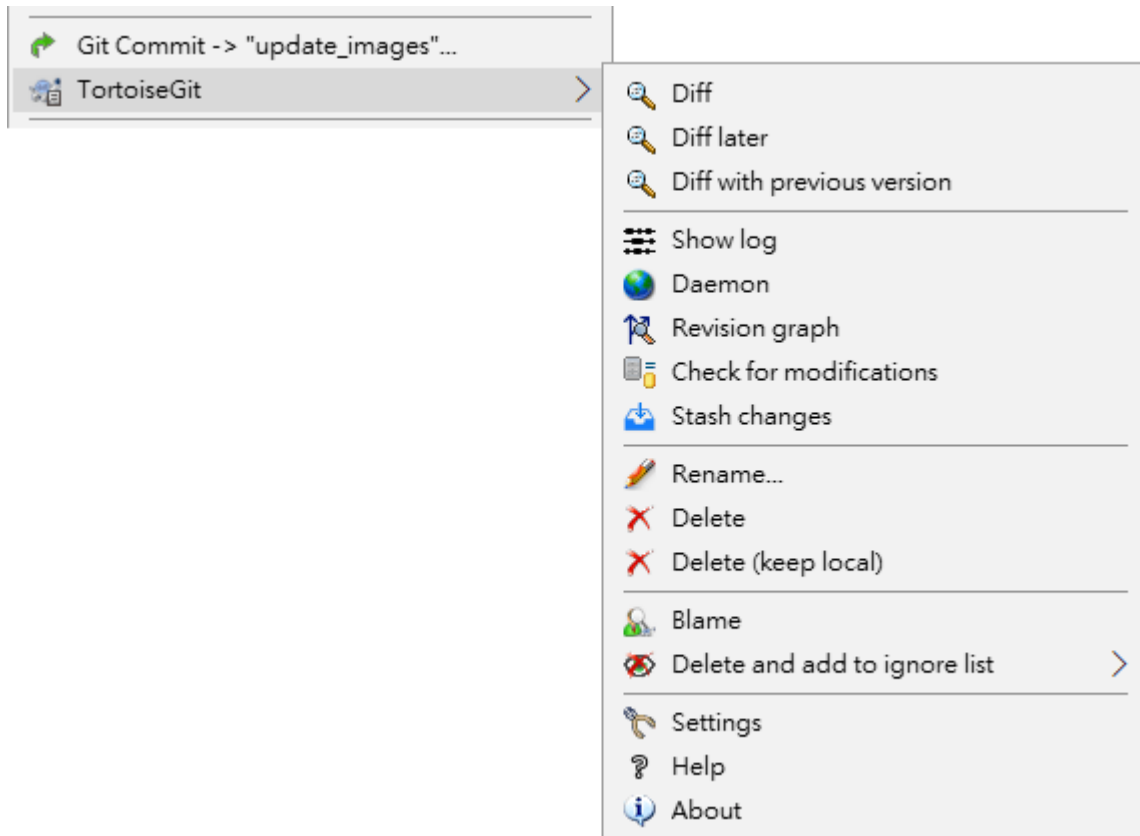 Git Commit -> "update_images"...
TortoiseGit
Diff
Diff later
Diff with previous version
Show log
Daemon
Revision graph
Check for modifications
Stash changes
Rename...
Delete
Delete (keep local)
Blame
Delete and add to ignore list
Settings
Help
About